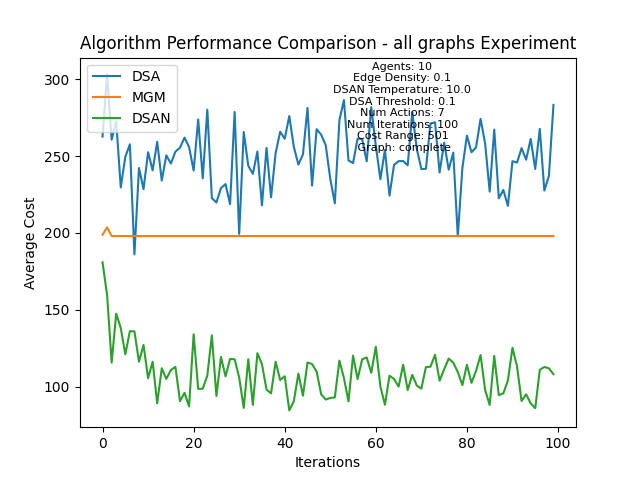 Algorithm Performance Comparison - all graphs Experiment
DSA
MGM
DSAN
Agents: 10
Edge Density: 0.1
DSAN Temperature: 10.0
DSA Threshold: 0.1
Num Actions: 7
Num Iterations: 100
Cost Range: 501
Graph: complete
300
250
200
150
100
Average Cost
0 20 40 60 80 100
Iterations